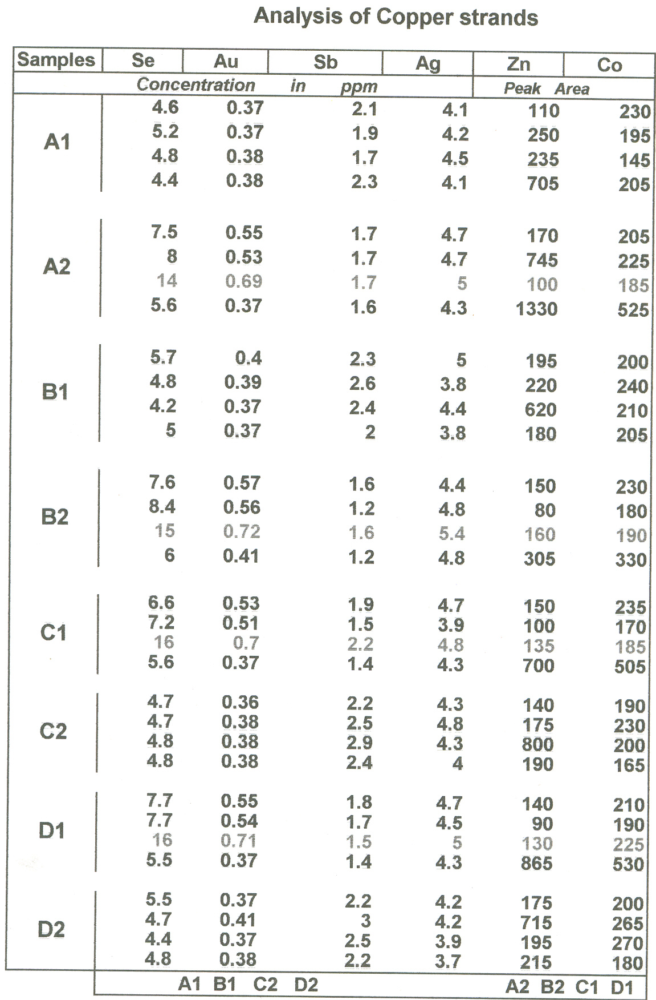 Analysis of Copper strands
Samples Se Au Sb Ag Zn Co
Concentration in ppm Peak Area
4.6 0.37 2.1 4.1 110 230
5.2 0.37 1.9 4.2 250 195
A1
4.8 0.38 1.7 4.5 235 145
4.4 0.38 2.3 4.1 705 205
7.5 0.55 1.7 4.7 170 205
8 0.53 1.7 4.7 745 225
A2
14 0.69 1.7 5 100 185
5.6 0.37 1.6 4.3 1330 525
5.7 0.4 2.3 5 195 200
4.8 0.39 2.6 3.8 220 240
B1
4.2 0.37 2.4 4.4 620 210
5 0.37 2 3.8 180 205
7.6 0.57 1.6 4.4 150 230
8.4 0.56 1.2 4.8 80 180
B2
15 0.72 1.6 5.4 160 190
6 0.41 1.2 4.8 305 330
6.6 0.53 1.9 4.7 150 235
7.2 0.51 1.5 3.9 100 170
C1
16 0.7 2.2 4.8 135 185
5.6 0.37 1.4 4.3 700 505
4.7 0.36 2.2 4.3 140 190
4.7 0.38 2.5 4.8 175 230
C2
4.8 0.38 2.9 4.3 800 200
4.8 0.38 2.4 4 190 165
7.7 0.55 1.8 4.7 140 210
7.7 0.54 1.7 4.5 90 190
D1
16 0.71 1.5 5 130 225
5.5 0.37 1.4 4.3 865 530
5.5 0.37 2.2 4.2 175 200
4.7 0.41 3 4.2 715 265
D2
4.4 0.37 2.5 3.9 195 270
4.8 0.38 2.2 3.7 215 180
A1 B1 C2 D2 A2 B2 C1 D1